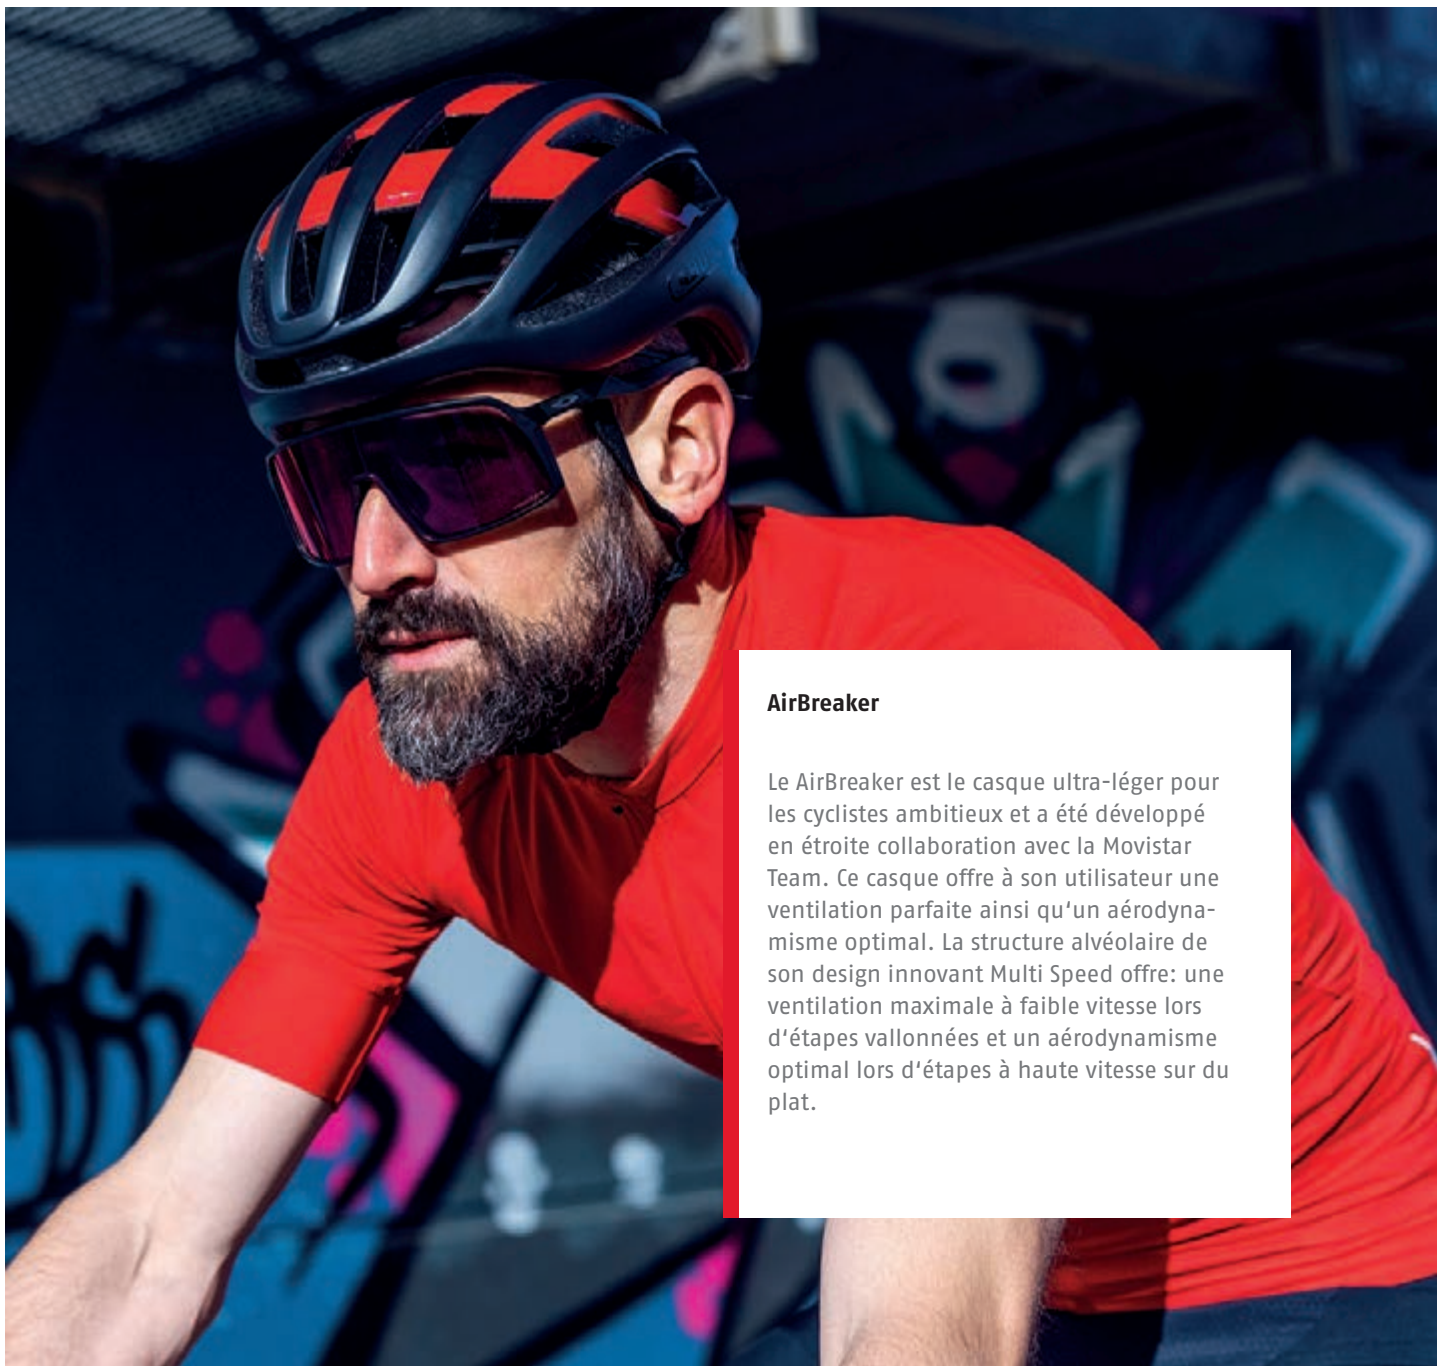 AirBreaker
Le AirBreaker est le casque ultra-léger pour
les cyclistes ambitieux et a été développé
en étroite collaboration avec la Movistar
Team. Ce casque offre à son utilisateur une
ventilation parfaite ainsi qu‘un aérodyna-
misme optimal. La structure alvéolaire de
son design innovant Multi Speed offre: une
ventilation maximale à faible vitesse lors
d‘étapes vallonnées et un aérodynamisme
optimal lors d‘étapes à haute vitesse sur du
plat.